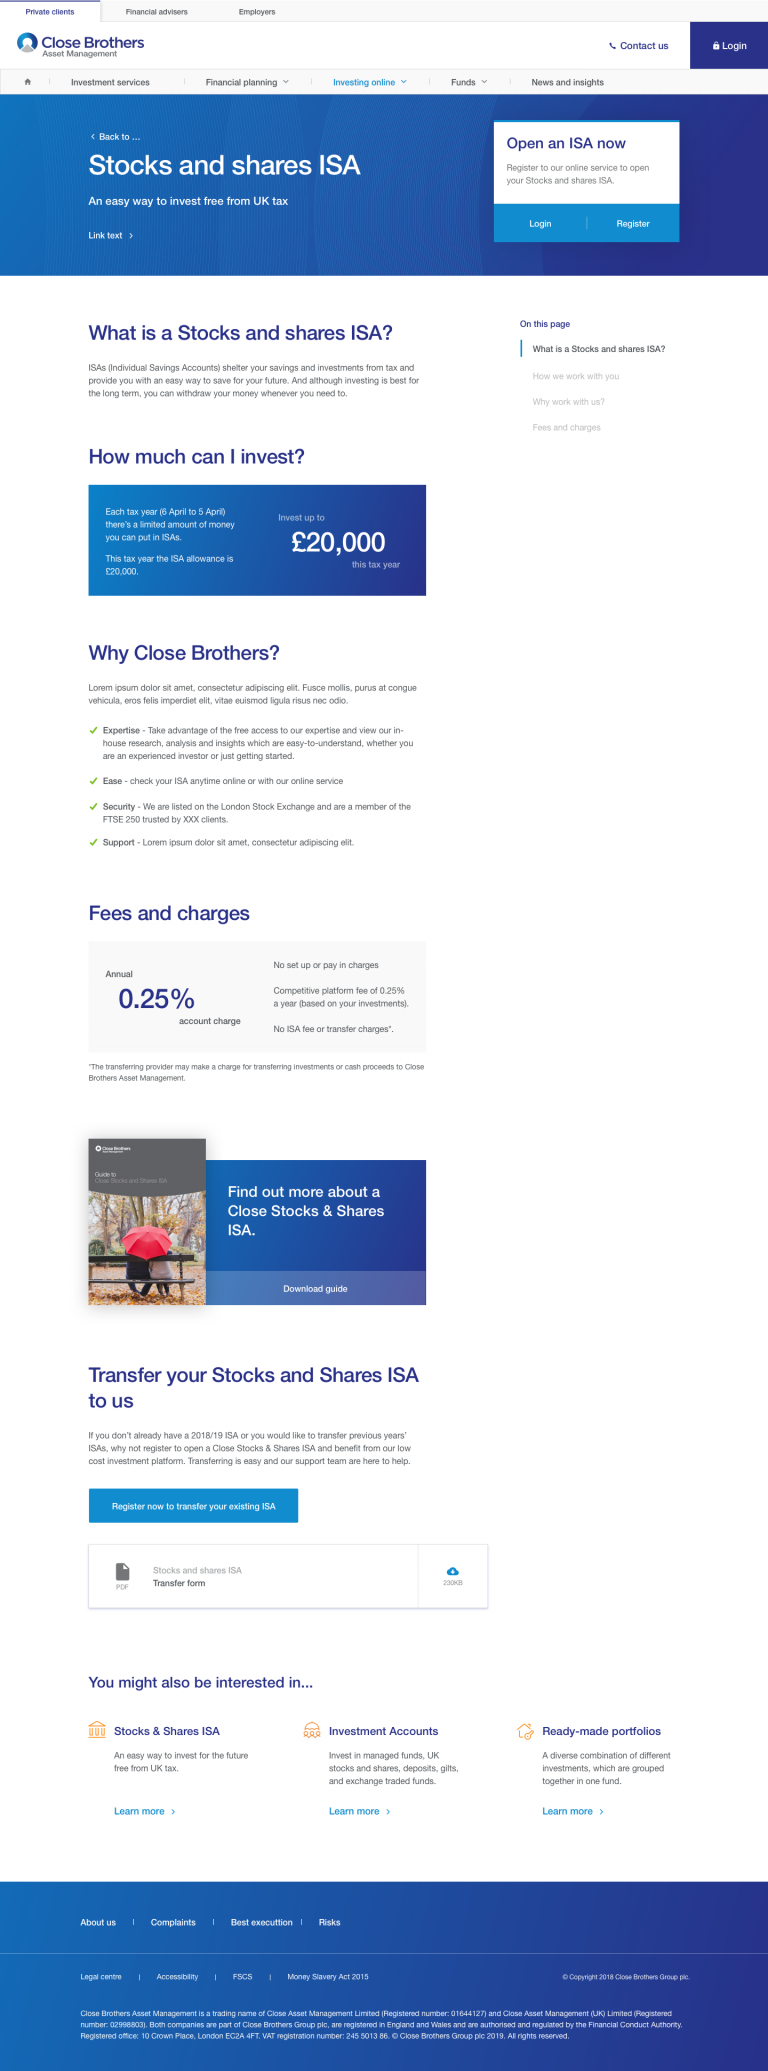 Private clients
Financial advisers
Employers
Close Brothers
Asset Management
Contact us
Login
Investment services
Financial planning
Investing online
Funds
News and insights
Back to ...
Stocks and shares ISA
An easy way to invest free from UK tax
Link text
Open an ISA now
Register to our online service to open
your Stocks and shares ISA.
Login
Register
What is a Stocks and shares ISA?
ISAs (Individual Savings Accounts) shelter your savings and investments from tax and
provide you with an easy way to save for your future. And although investing is best for
the long term, you can withdraw your money whenever you need to.
On this page
What is a Stocks and shares ISA?
How we work with you
Why work with us?
Fees and charges
How much can I invest?
Each tax year (6 April to 5 April)
there's a limited amount of money
you can put in ISAs.
This tax year the ISA allowance is
£20,000.
Invest up to
£20,000
this tax year
Why Close Brothers?
Lorem ipsum dolor sit amet, consectetur adipiscing elit. Fusce mollis, purus at congue
vehicula, eros felis imperdiet elit, vitae euismod ligula risus nec odio.
Expertise - Take advantage of the free access to our expertise and view our in-
house research, analysis and insights which are easy-to-understand, whether you
are an experienced investor or just getting started.
Ease - check your ISA anytime online or with our online service
Security - We are listed on the London Stock Exchange and are a member of the
FTSE 250 trusted by XXX clients.
Support - Lorem ipsum dolor sit amet, consectetur adipiscing elit.
Fees and charges
Annual
0.25%
account charge
No set up or pay in charges
Competitive platform fee of 0.25%
a year (based on your investments).
No ISA fee or transfer charges*.
*The transferring provider may make a charge for transferring investments or cash proceeds to Close
Brothers Asset Management.
Close Brothers
Asset Management
Guide to
Close Stocks and Shares ISA
Find out more about a
Close Stocks & Shares
ISA.
Download guide
Transfer your Stocks and Shares ISA
to us
If you don't already have a 2018/19 ISA or you would like to transfer previous years'
ISAs, why not register to open a Close Stocks & Shares ISA and benefit from our low
cost investment platform. Transferring is easy and our support team are here to help.
Register now to transfer your existing ISA
PDF
Stocks and shares ISA
Transfer form
230KB
You might also be interested in...
Stocks & Shares ISA
An easy way to invest for the future
free from UK tax.
Learn more
Investment Accounts
Invest in managed funds, UK
stocks and shares, deposits, gilts,
and exchange traded funds.
Learn more
Ready-made portfolios
A diverse combination of different
investments, which are grouped
together in one fund.
Learn more
About us
Complaints
Best executtion
Risks
Legal centre
Accessibility
FSCS
Money Slavery Act 2015
© Copyright 2018 Close Brothers Group plc.
Close Brothers Asset Management is a trading name of Close Asset Management Limited (Registered number: 01644127) and Close Asset Management (UK) Limited (Registered
number: 02998803). Both companies are part of Close Brothers Group plc, are registered in England and Wales and are authorised and regulated by the Financial Conduct Authority.
Registered office: 10 Crown Place, London EC2A 4FT. VAT registration number: 245 5013 86. © Close Brothers Group plc 2019. All rights reserved.